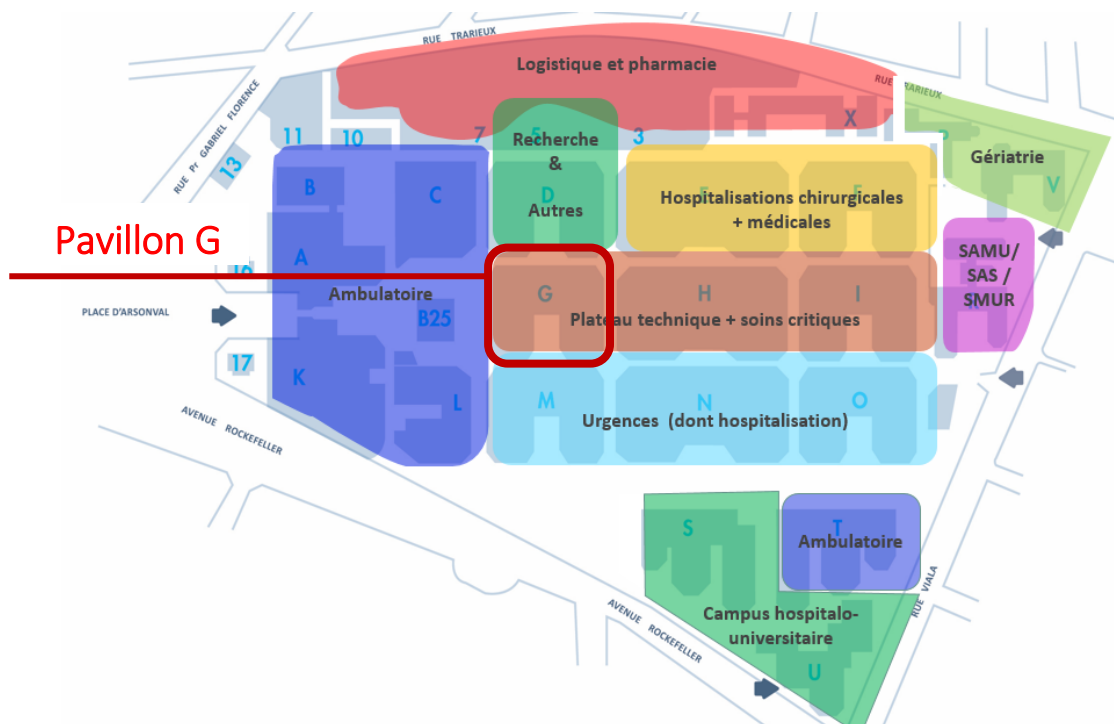 RUE TRARIEUX
Logistique et pharmacie
RUE TRARIEUX
RUE Pr GABRIEL FLORENCE
11
10
7
5
3
X
13
Recherche
&
D
Autres
Gériatrie
V
B
C
Hospitalisations chirurgicales
+ médicales
Pavillon G
A
SAMU/
SAS /
SMUR
Ambulatoire
B25
G
H
I
Plateau technique + soins critiques
PLACE D'ARSONVAL
17
K
L
M
N
O
Urgences (dont hospitalisation)
AVENUE ROCKEFELLER
S
T
Ambulatoire
Campus hospitalo-
universitaire
U
AVENUE ROCKEFELLER
RUE VIALA